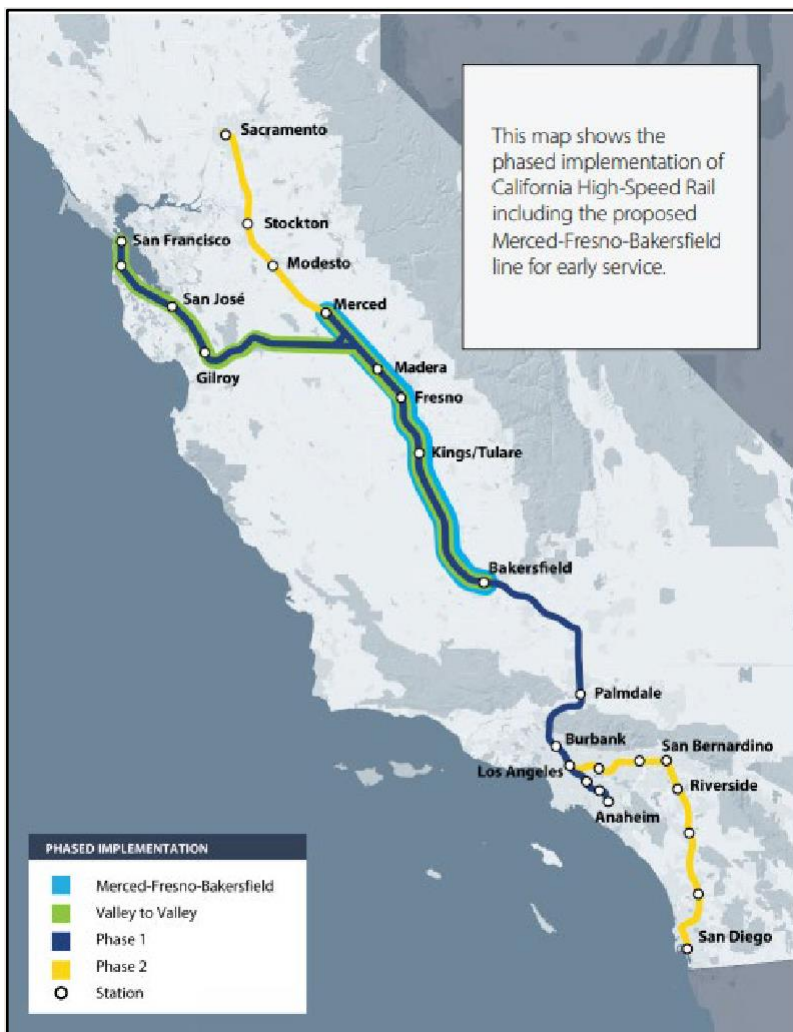 This map shows the
phased implementation of
California High-Speed Rail
including the proposed
Merced-Fresno-Bakersfield
line for early service.
Sacramento
Stockton
San Francisco
Modesto
San José
Merced
Gilroy
Madera
Fresno
Kings/Tulare
Bakersfield
Palmdale
Burbank
San Bernardino
Los Angeles
Riverside
Anaheim
San Diego
PHASED IMPLEMENTATION
Merced-Fresno-Bakersfield
Valley to Valley
Phase 1
Phase 2
Station